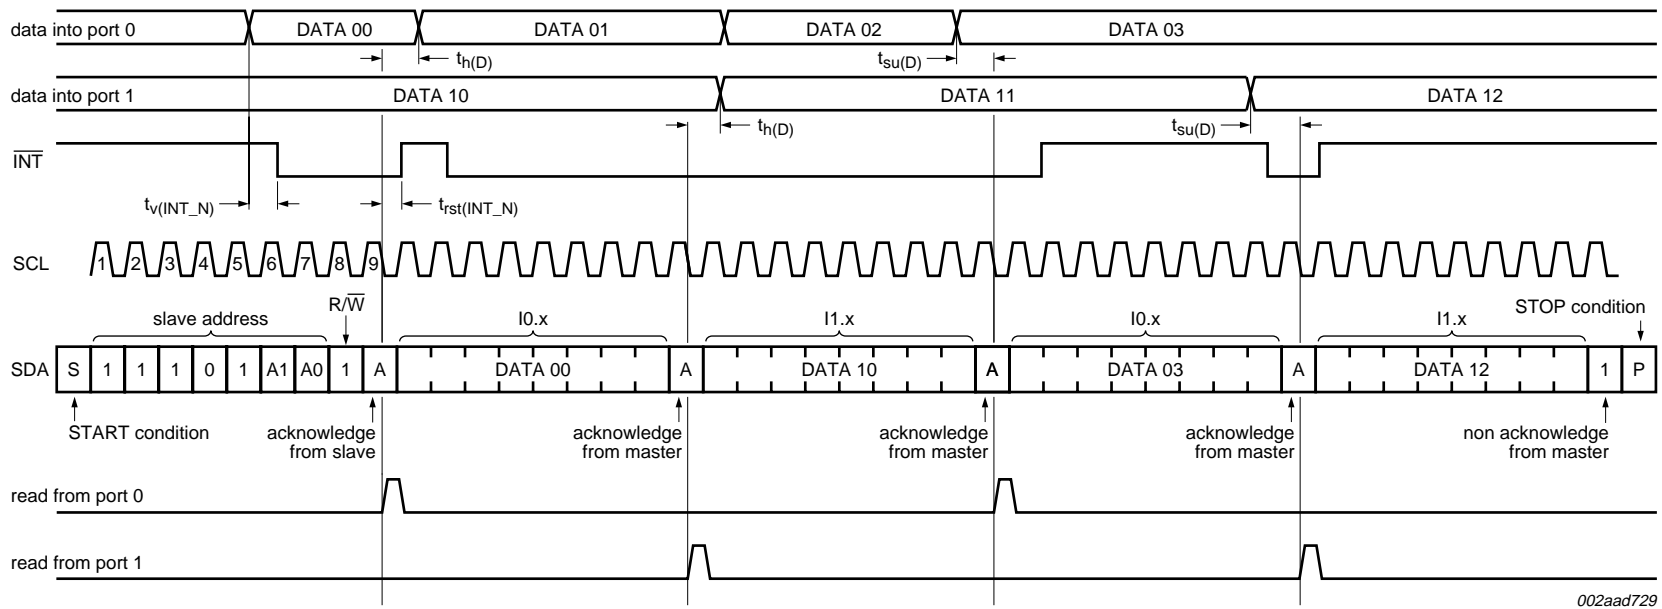 data into port 0 DATA 00 DATA 01 DATA 02 DATA 03
th(D) tsu(D)
data into port 1 DATA 10 DATA 11 DATA 12
th(D) tsu(D)
INT
tv(INT_N) trst(INT_N)
SCL 1 2 3 4 5 6 7 8 9
R/W STOP condition
slave address I0.x I1.x I0.x I1.x
SDA S 1 1 1 0 1 A1 A0 1 A DATA 00 A DATA 10 A DATA 03 A DATA 12 1 P
START condition acknowledge acknowledge acknowledge acknowledge non acknowledge
from slave from master from master from master from master
read from port 0
read from port 1
002aad729